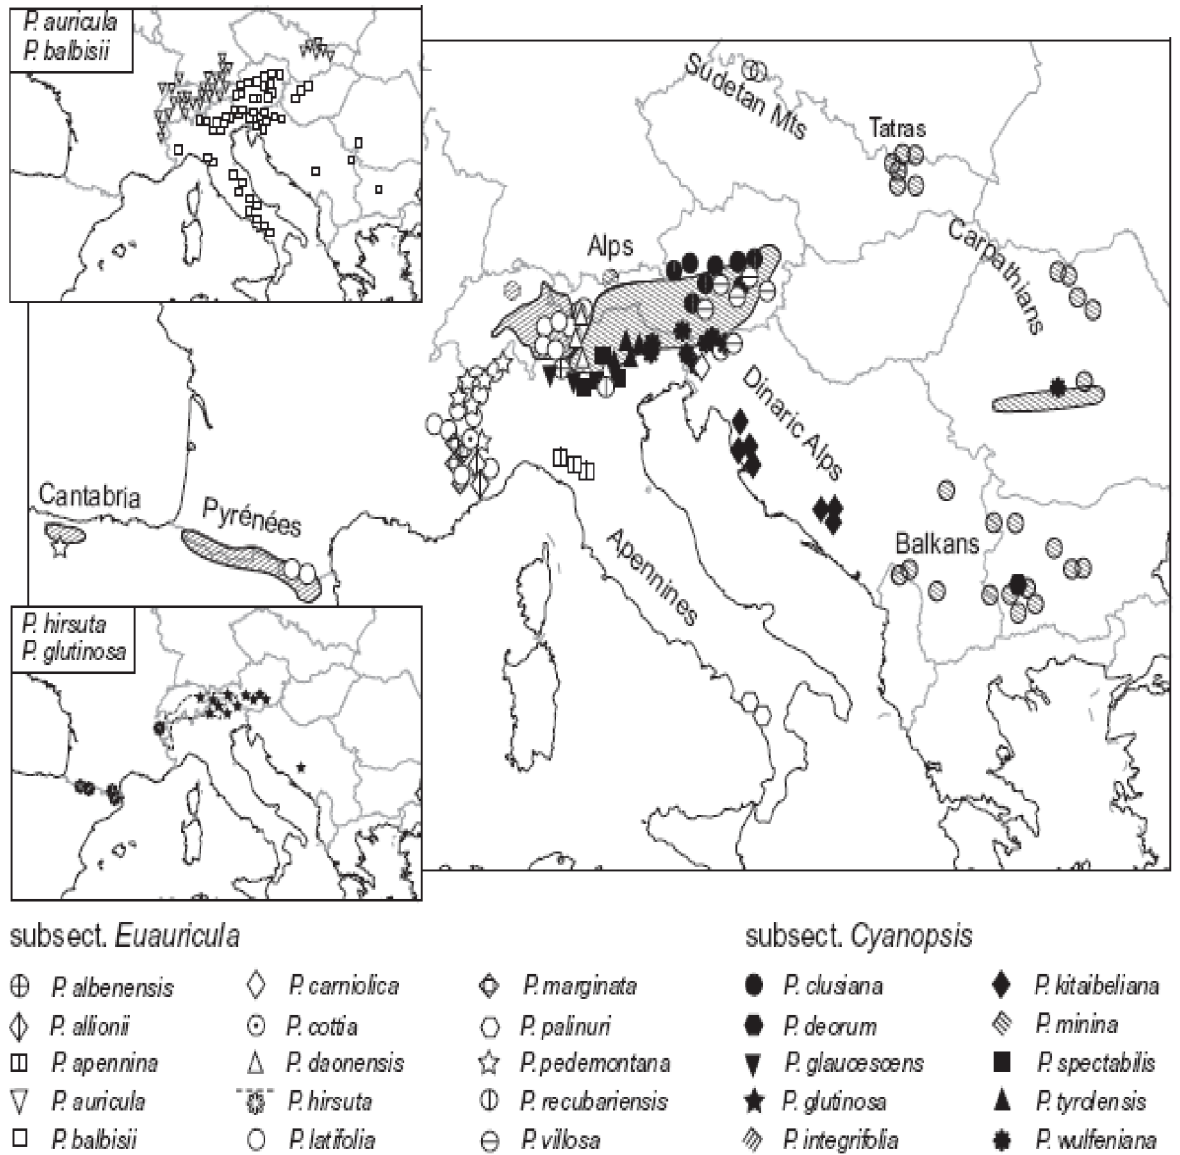 P. auricula
P. balbisii
Sudetan Mts
Tatras
Carpathians
Alps
Dinaric Alps
Cantabria
Pyrénées
Apennines
Balkans
P. hirsuta
P. glutinosa
subsect. Euauricula
P. albenensis
P. allionii
P. apennina
P. auricula
P. balbisii
P. carniolica
P. cottia
P. daonensis
P. hirsuta
P. latifolia
P. marginata
P. palinuri
P. pedemontana
P. recubariensis
P. villosa
subsect. Cyanopsis
P. clusiana
P. deorum
P. glaucescens
P. glutinosa
P. integrifolia
P. kitaibeliana
P. minina
P. spectabilis
P. tyrolensis
P. wulfeniana